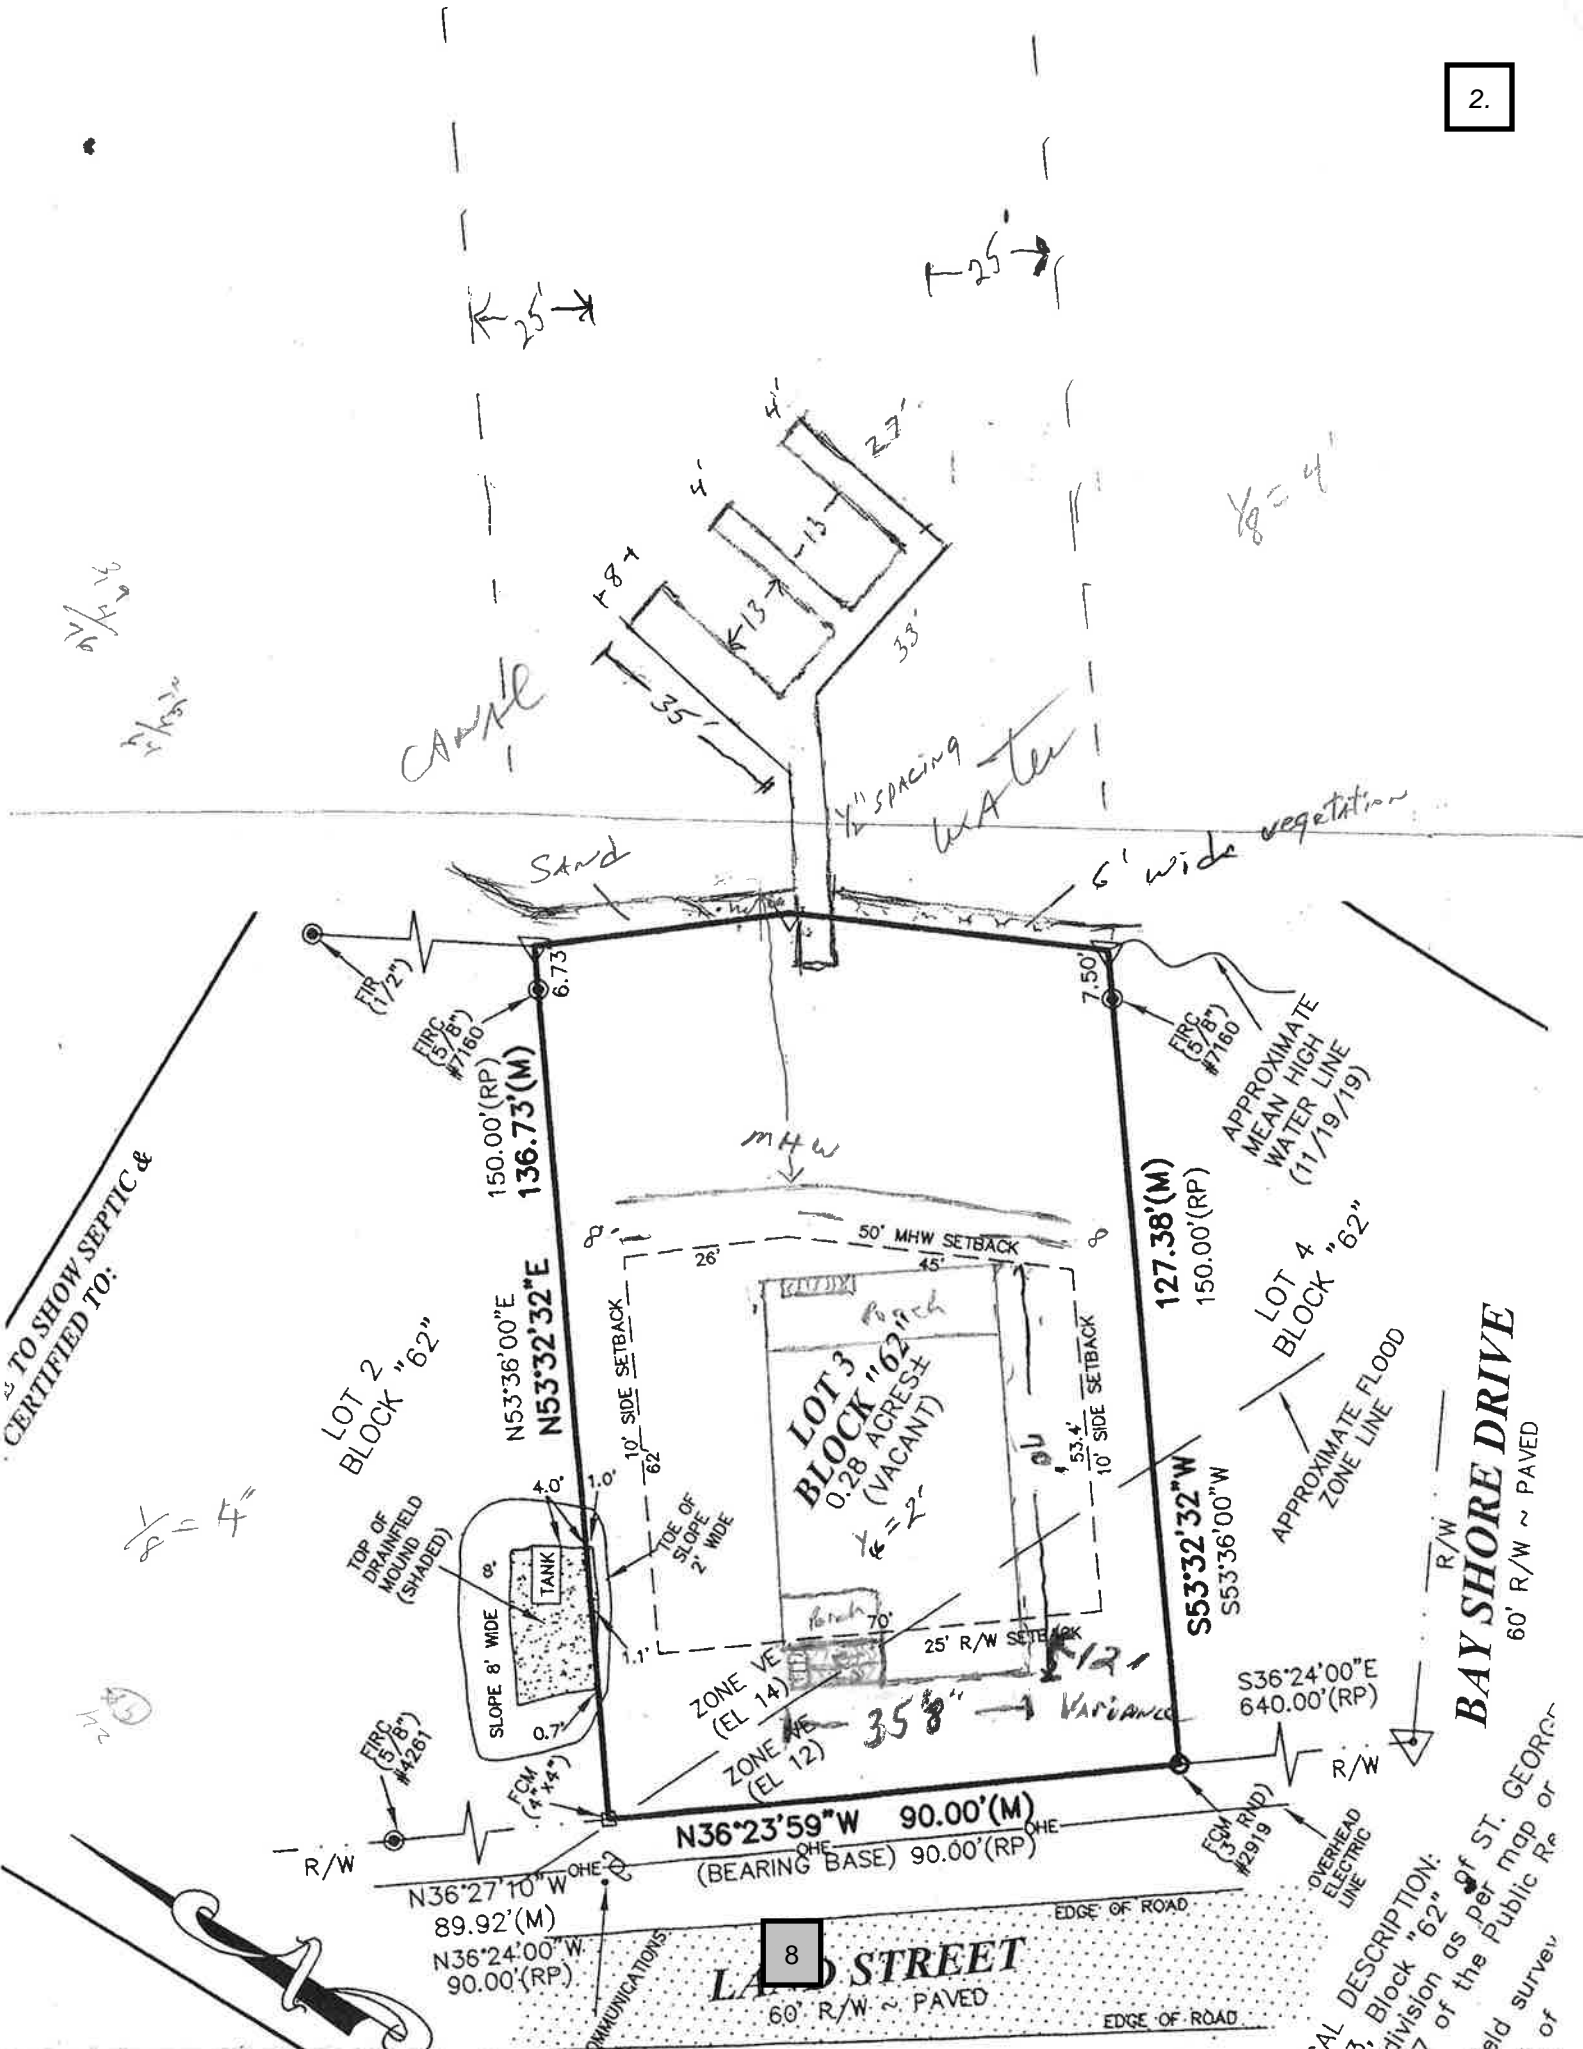 2.
25'
25'
4'
27'
4'
13
8
13
33'
35'
1/8 = 4'
CANAL
1/2" SPACING
WATER
SAND
6' wide vegetation
FIR
(1/2")
6.73'
7.50'
FIRC
(5/8")
#7160
FIRC
(5/8")
#7160
APPROXIMATE
MEAN HIGH
WATER LINE
(11/19/19)
150.00'(RP)
136.73'(M)
N53°36'00"E
N53°32'32"E
127.38'(M)
150.00'(RP)
S53°32'32"W
S53°36'00"W
MHW
8'
8
50' MHW SETBACK
26'
45'
10' SIDE SETBACK
62'
53.4'
10' SIDE SETBACK
Porch
LOT 3
BLOCK "62"
0.28 ACRES±
(VACANT)
Porch
70'
25' R/W SETBACK
12'
VARIANCE
35'8"
TO SHOW SEPTIC &
CERTIFIED TO:
LOT 2
BLOCK "62"
LOT 4
BLOCK "62"
APPROXIMATE FLOOD
ZONE LINE
1/8 = 4"
TOP OF
DRAINFIELD
MOUND
(SHADED)
4.0'
1.0'
TANK
TOE OF
SLOPE
2' WIDE
8'
SLOPE 8' WIDE
1.1'
0.7'
ZONE VE
(EL 14)
ZONE VE
(EL 12)
FIRC
(5/8")
#4261
FCM
(4"X4")
R/W
BAY SHORE DRIVE
60' R/W ~ PAVED
R/W
S36°24'00"E
640.00'(RP)
R/W
FCM
(3" RND)
#2919
OVERHEAD
ELECTRIC
LINE
N36°23'59"W 90.00'(M)
OHE OHE OHE
(BEARING BASE) 90.00'(RP)
N36°27'10"W
89.92'(M)
N36°24'00"W
90.00'(RP)
EDGE OF ROAD
8
STREET
60' R/W ~ PAVED
EDGE OF ROAD
DESCRIPTION:
Block "62" of ST.
as per map or
of the Public
survey
of